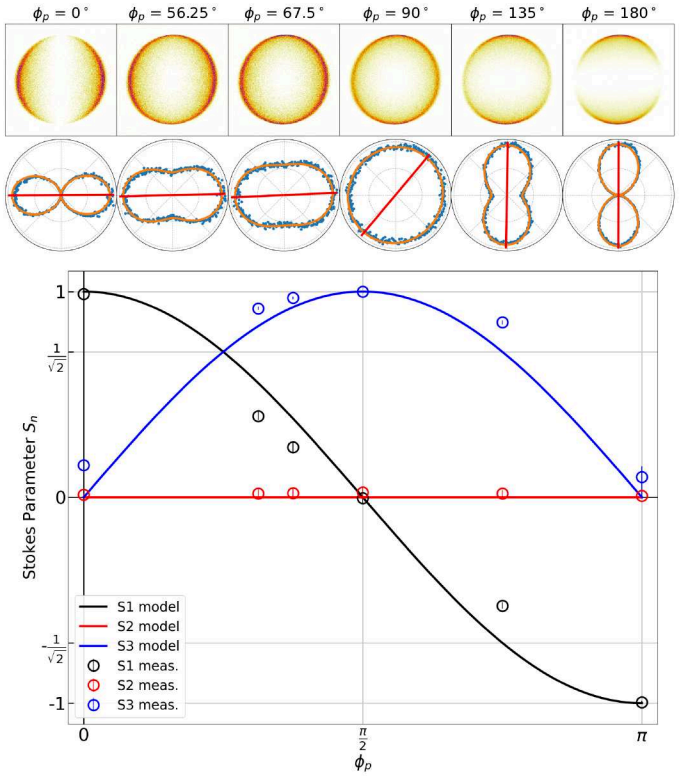 ϕp = 0° ϕp = 56.25° ϕp = 67.5° ϕp = 90° ϕp = 135° ϕp = 180°
1
1/√2
0
-1/√2
-1
Stokes Parameter Sn
S1 model
S2 model
S3 model
S1 meas.
S2 meas.
S3 meas.
0 π/2 π
ϕp